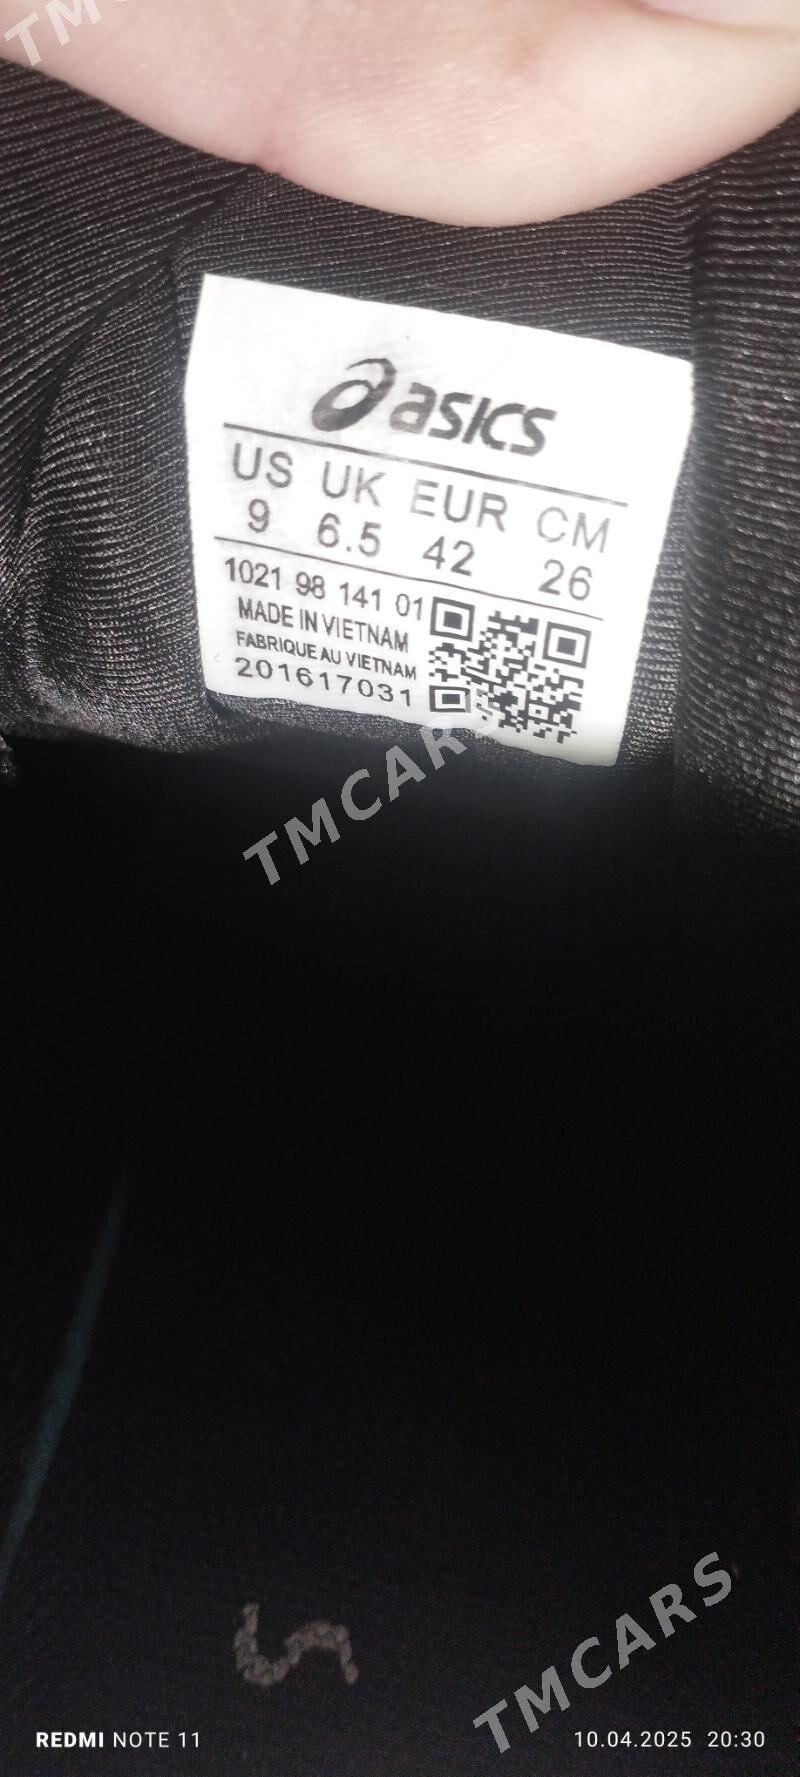 TMCARS
asics
US UK EUR CM
9 6.5 42 26
1021 98 141 01
MADE IN VIETNAM
FABRIQUE AU VIETNAM
201617031
TMCARS
TMCARS
REDMI NOTE 11
10.04.2025 20:30